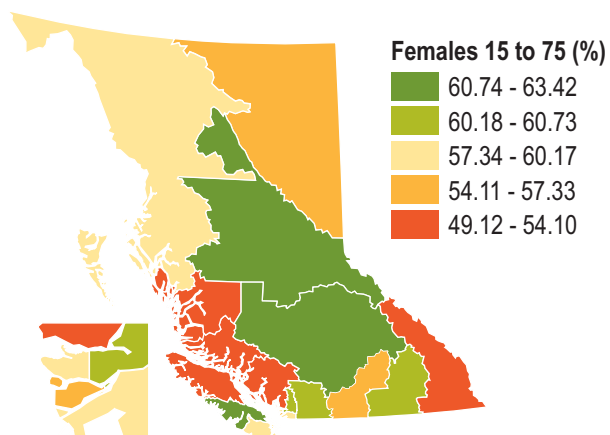 Females 15 to 75 (%)
60.74 - 63.42
60.18 - 60.73
57.34 - 60.17
54.11 - 57.33
49.12 - 54.10